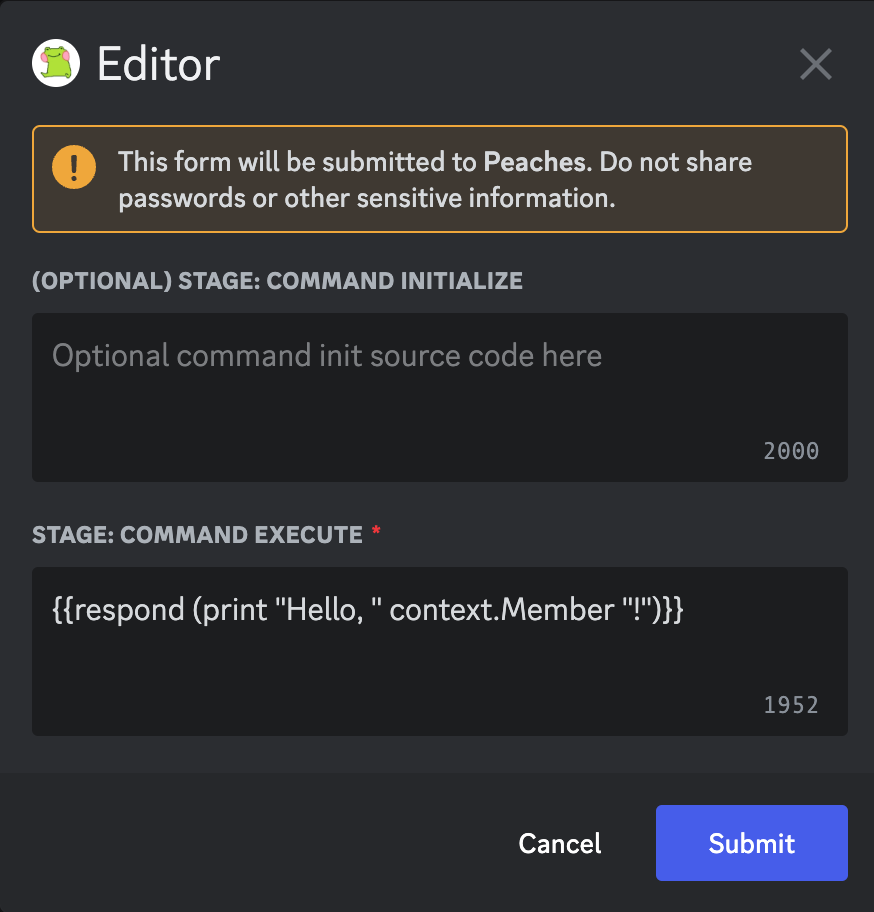 Editor
This form will be submitted to Peaches. Do not share
passwords or other sensitive information.
(OPTIONAL) STAGE: COMMAND INITIALIZE
Optional command init source code here
2000
STAGE: COMMAND EXECUTE *
{{respond (print "Hello, " context.Member "!")}}
1952
Cancel
Submit